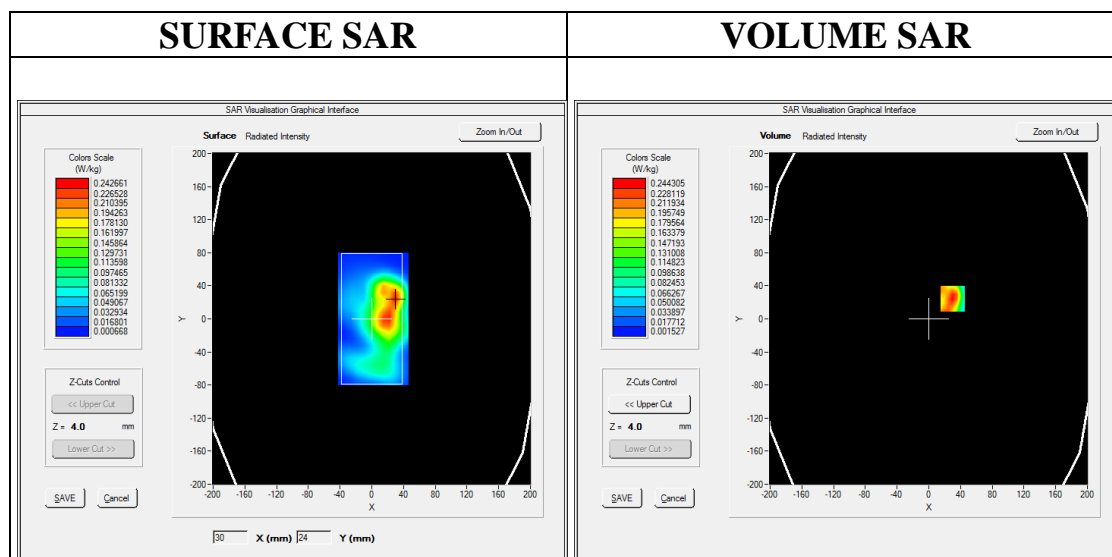 SURFACE SAR
VOLUME SAR
SAR Visualisation Graphical Interface
Surface Radiated Intensity
Zoom In/Out
Colors Scale
(W/kg)
0.242661
0.226528
0.210395
0.194263
0.178130
0.161997
0.145864
0.129731
0.113598
0.097465
0.081332
0.065199
0.049067
0.032934
0.016801
0.000668
Z-Cuts Control
<< Upper Cut
Z = 4.0 mm
Lower Cut >>
SAVE
Cancel
200
160
120
80
40
0
-40
-80
-120
-160
-200
Y
-200 -160 -120 -80 -40 0 40 80 120 160 200
X
30 X (mm) 24 Y (mm)
SAR Visualisation Graphical Interface
Volume Radiated Intensity
Zoom In/Out
Colors Scale
(W/kg)
0.244305
0.228119
0.211934
0.195749
0.179564
0.163379
0.147193
0.131008
0.114823
0.098638
0.082453
0.066267
0.050082
0.033897
0.017712
0.001527
Z-Cuts Control
<< Upper Cut
Z = 4.0 mm
Lower Cut >>
SAVE
Cancel
200
160
120
80
40
0
-40
-80
-120
-160
-200
Y
-200 -160 -120 -80 -40 0 40 80 120 160 200
X